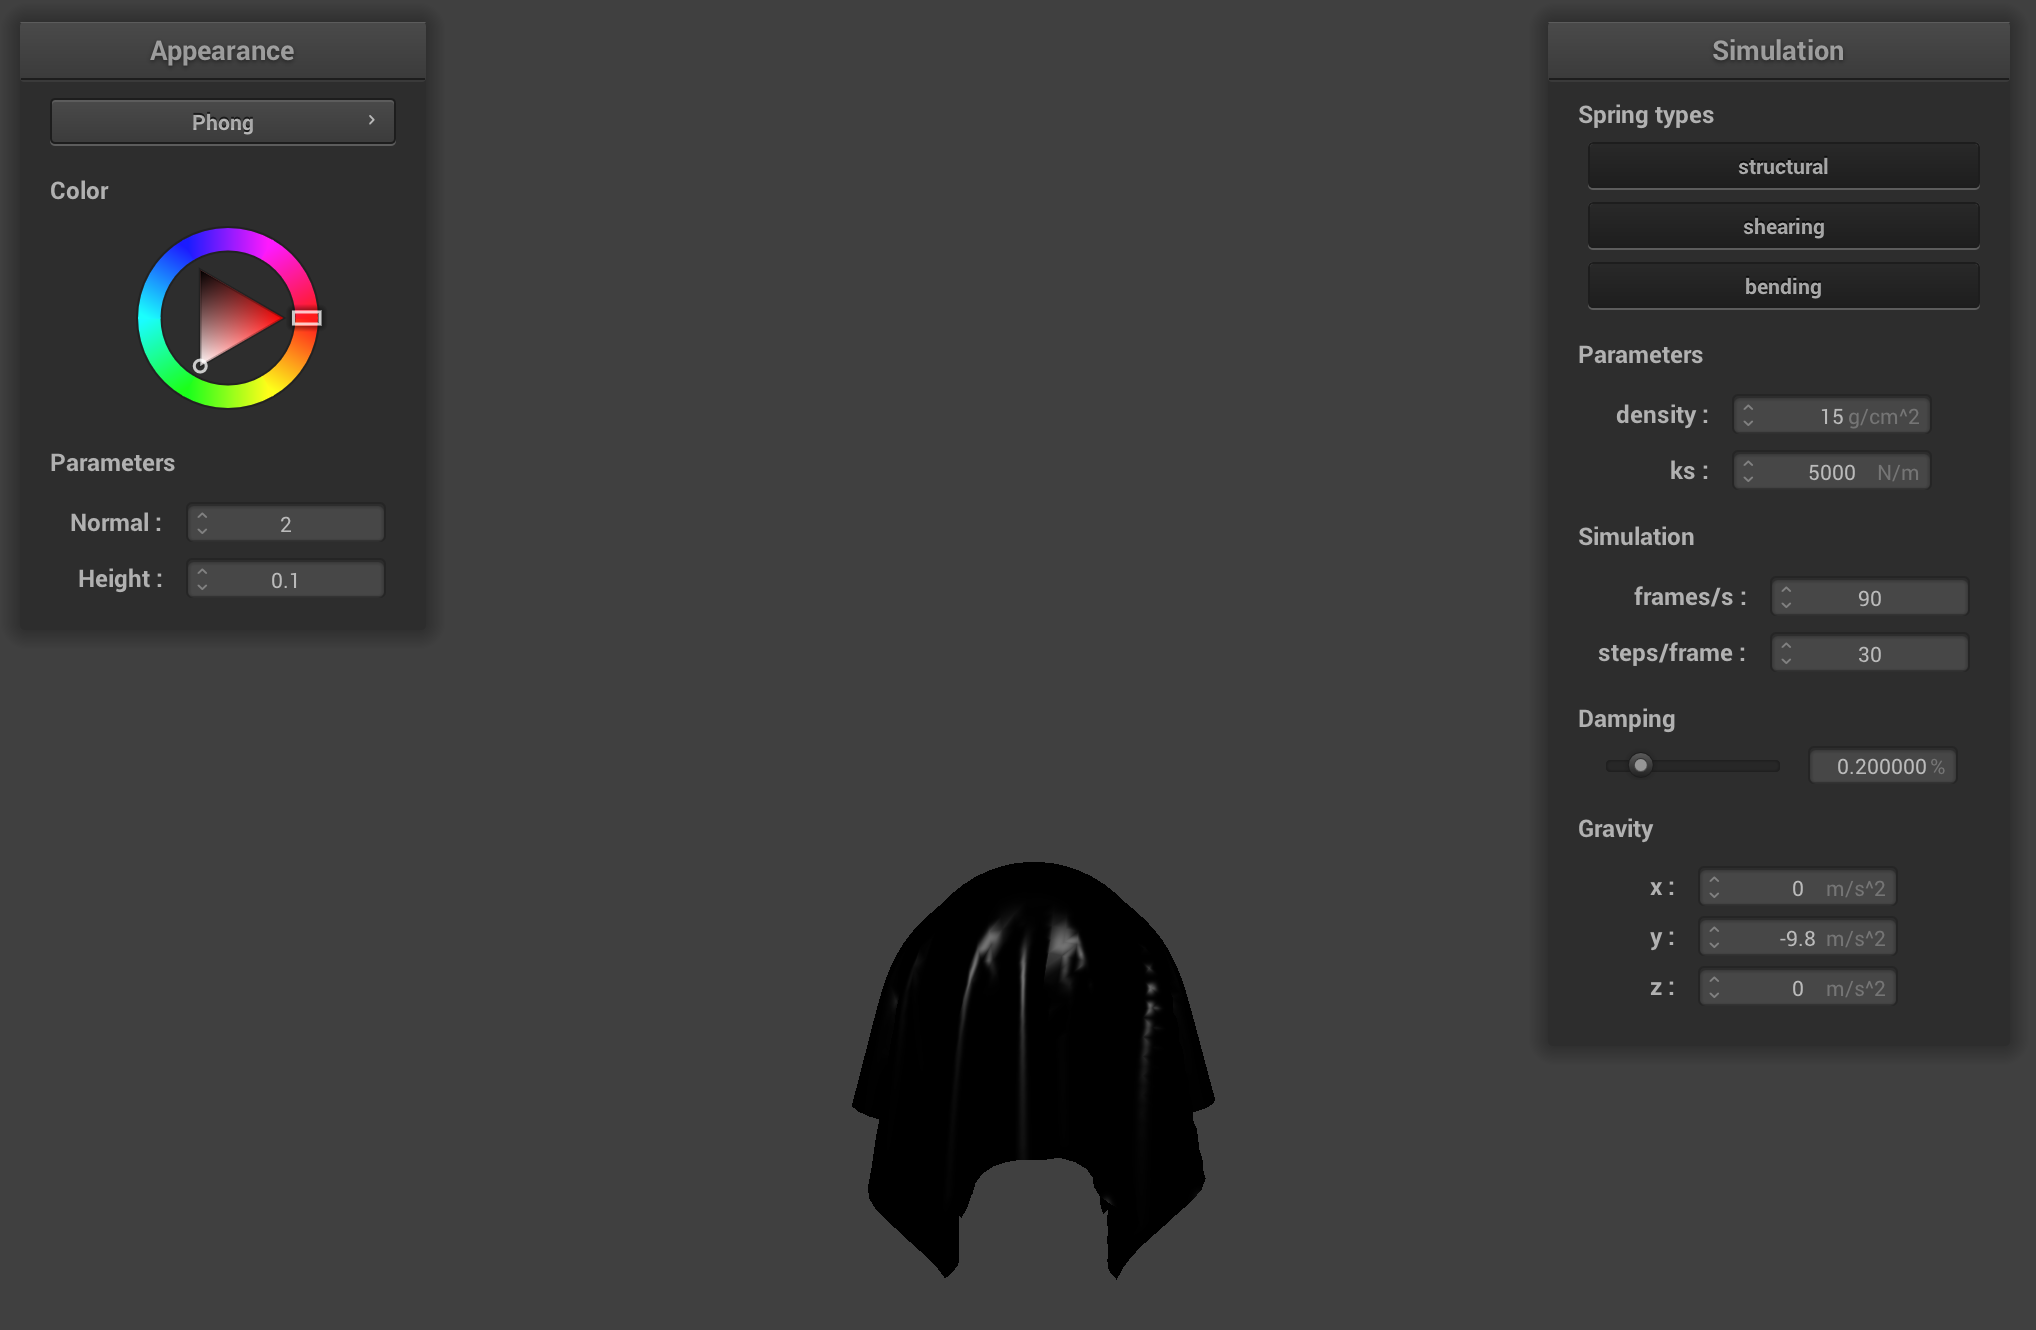 Appearance
Phong
Color
Parameters
Normal : 2
Height : 0.1
Simulation
Spring types
structural
shearing
bending
Parameters
density : 15 g/cm^2
ks : 5000 N/m
Simulation
frames/s : 90
steps/frame : 30
Damping
0.200000 %
Gravity
x : 0 m/s^2
y : -9.8 m/s^2
z : 0 m/s^2